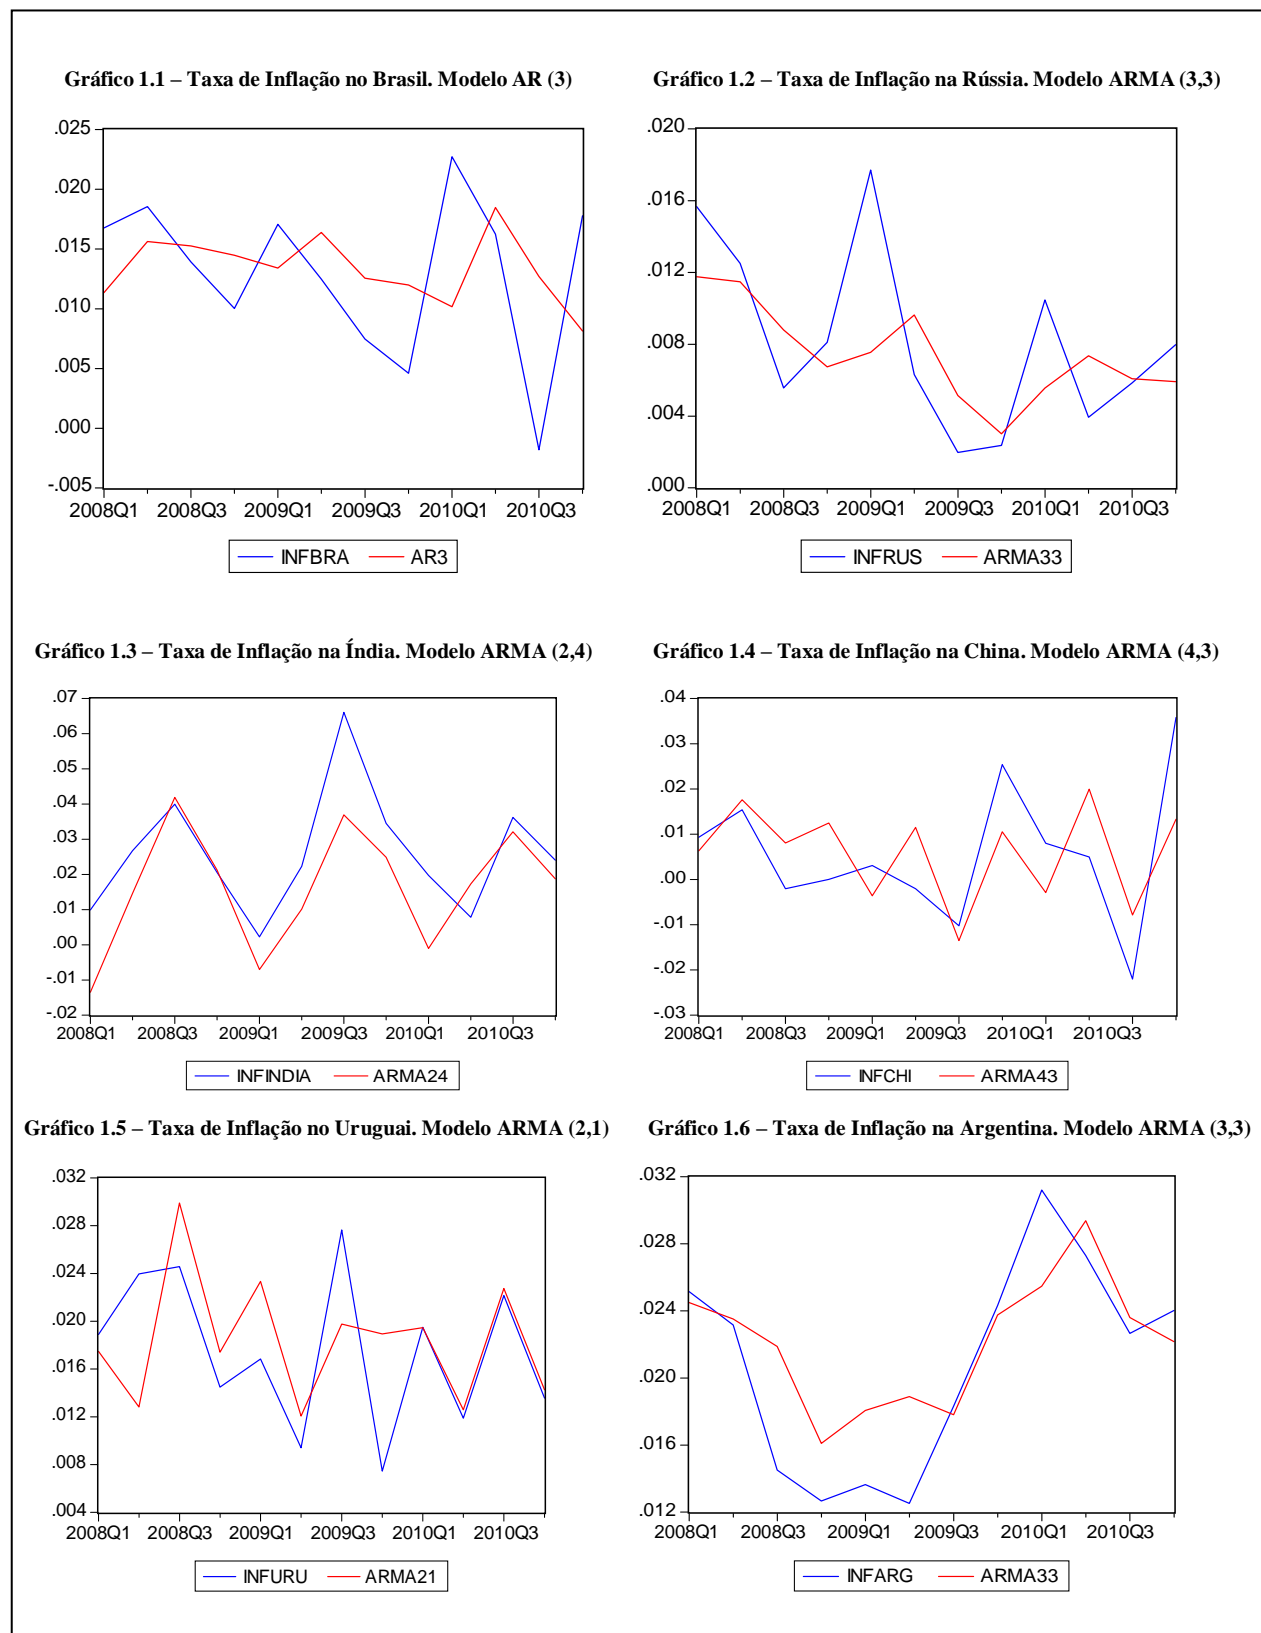 Gráfico 1.1 – Taxa de Inflação no Brasil. Modelo AR (3)
.025
.020
.015
.010
.005
.000
-.005
2008Q1 2008Q3 2009Q1 2009Q3 2010Q1 2010Q3
INFBRA AR3
Gráfico 1.2 – Taxa de Inflação na Rússia. Modelo ARMA (3,3)
.020
.016
.012
.008
.004
.000
2008Q1 2008Q3 2009Q1 2009Q3 2010Q1 2010Q3
INFRUS ARMA33
Gráfico 1.3 – Taxa de Inflação na Índia. Modelo ARMA (2,4)
.07
.06
.05
.04
.03
.02
.01
.00
-.01
-.02
2008Q1 2008Q3 2009Q1 2009Q3 2010Q1 2010Q3
INFINDIA ARMA24
Gráfico 1.4 – Taxa de Inflação na China. Modelo ARMA (4,3)
.04
.03
.02
.01
.00
-.01
-.02
-.03
2008Q1 2008Q3 2009Q1 2009Q3 2010Q1 2010Q3
INFCHI ARMA43
Gráfico 1.5 – Taxa de Inflação no Uruguai. Modelo ARMA (2,1)
.032
.028
.024
.020
.016
.012
.008
.004
2008Q1 2008Q3 2009Q1 2009Q3 2010Q1 2010Q3
INFURU ARMA21
Gráfico 1.6 – Taxa de Inflação na Argentina. Modelo ARMA (3,3)
.032
.028
.024
.020
.016
.012
2008Q1 2008Q3 2009Q1 2009Q3 2010Q1 2010Q3
INFARG ARMA33